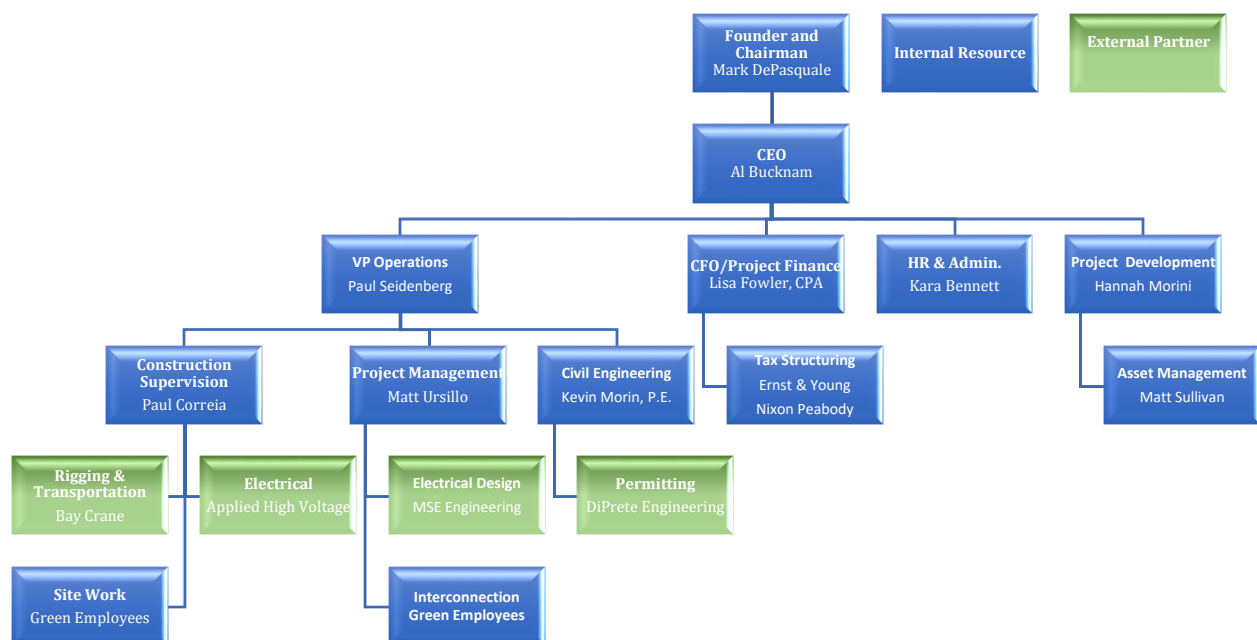 Founder and
Chairman
Mark DePasquale
Internal Resource
External Partner
CEO
Al Bucknam
VP Operations
Paul Seidenberg
CFO/Project Finance
Lisa Fowler, CPA
HR & Admin.
Kara Bennett
Project Development
Hannah Morini
Construction
Supervision
Paul Correia
Project Management
Matt Ursillo
Civil Engineering
Kevin Morin, P.E.
Tax Structuring
Ernst & Young
Nixon Peabody
Asset Management
Matt Sullivan
Rigging &
Transportation
Bay Crane
Electrical
Applied High Voltage
Electrical Design
MSE Engineering
Permitting
DiPrete Engineering
Site Work
Green Employees
Interconnection
Green Employees